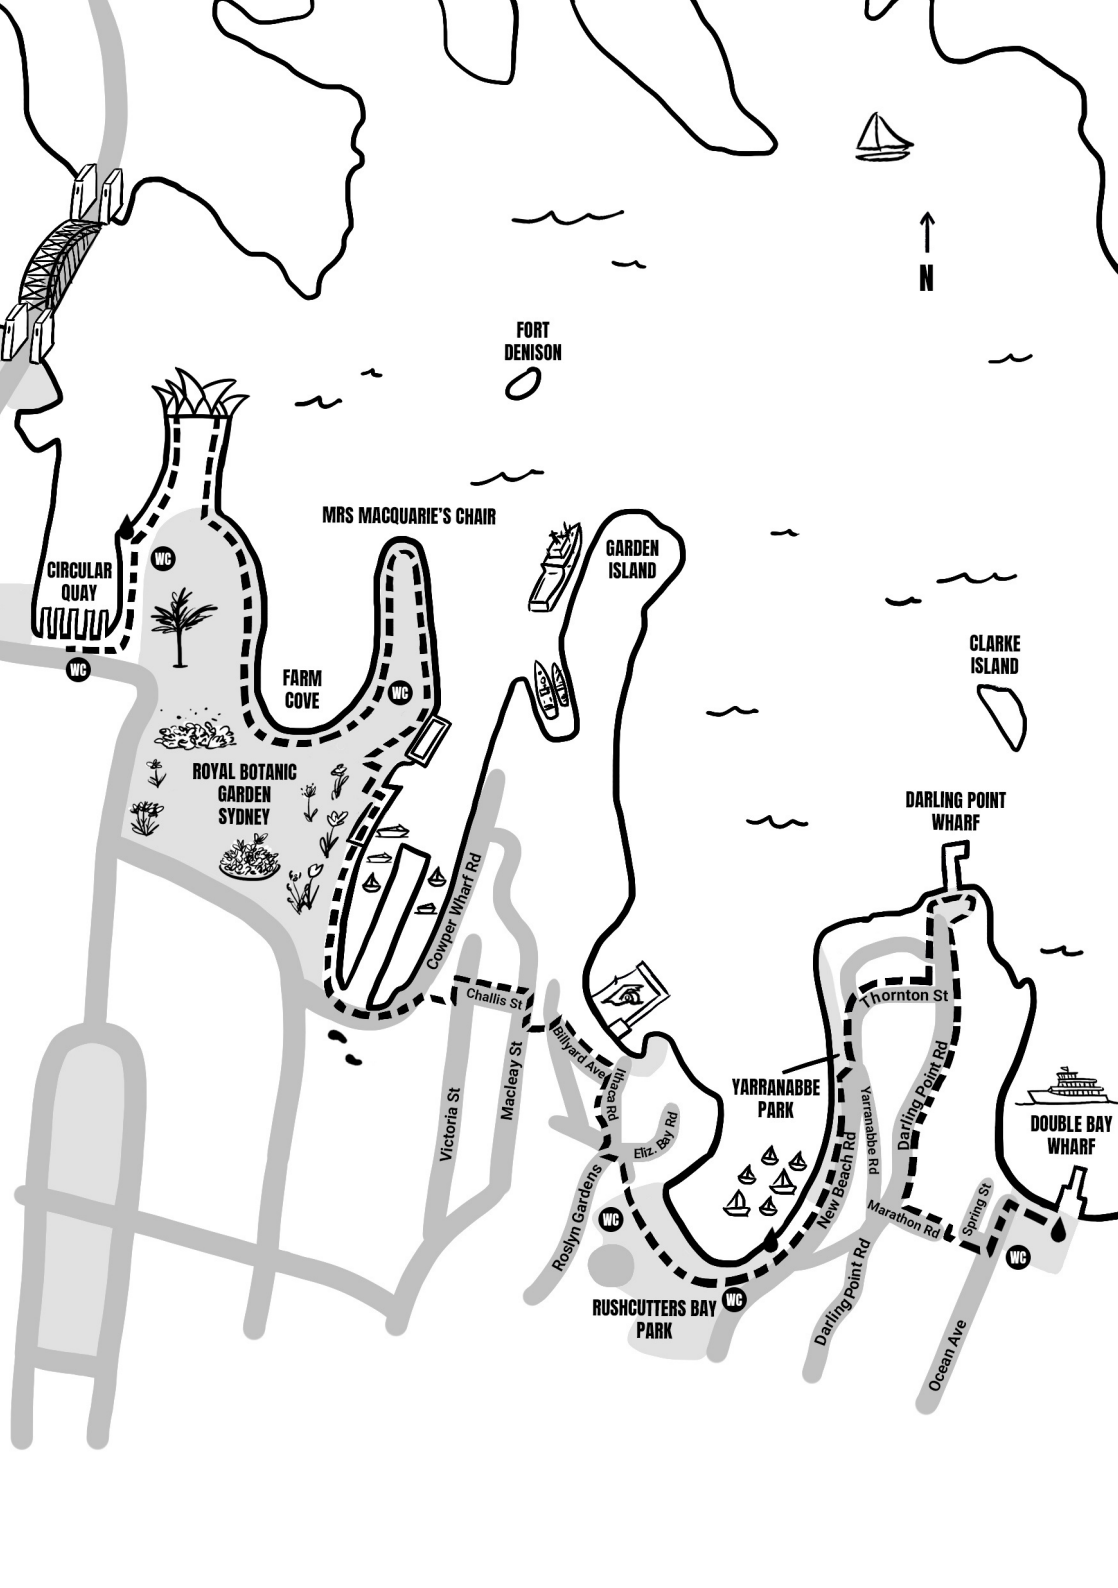 N
FORT
DENISON
MRS MACQUARIE'S CHAIR
GARDEN
ISLAND
WC
CIRCULAR
QUAY
WC
CLARKE
ISLAND
FARM
COVE
WC
ROYAL BOTANIC
GARDEN
SYDNEY
DARLING POINT
WHARF
Cowper Wharf Rd
Challis St
Thornton St
Billyard Ave
Ithaca Rd
Macleay St
Victoria St
YARRANABBE
PARK
Eliz. Bay Rd
Yarranabbe Rd
Darling Point Rd
DOUBLE BAY
WHARF
New Beach Rd
Roslyn Gardens
WC
Marathon Rd
Spring St
WC
RUSHCUTTERS BAY
PARK
WC
Darling Point Rd
Ocean Ave